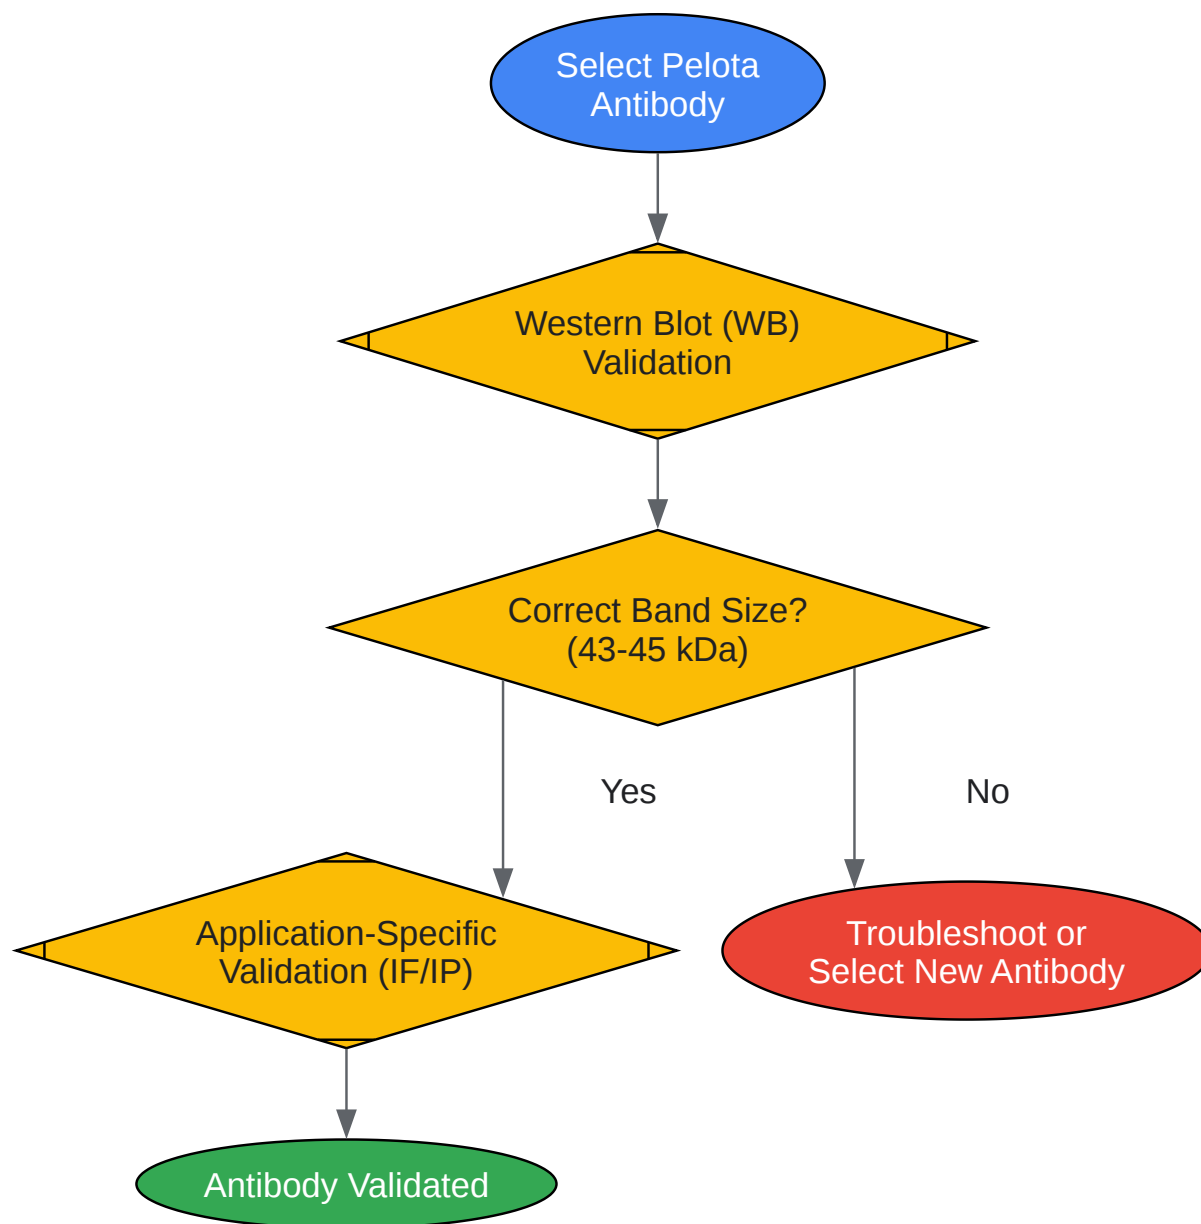 Select Pelota
Antibody
Western Blot (WB)
Validation
Correct Band Size?
(43-45 kDa)
Yes
No
Application-Specific
Validation (IF/IP)
Troubleshoot or
Select New Antibody
Antibody Validated